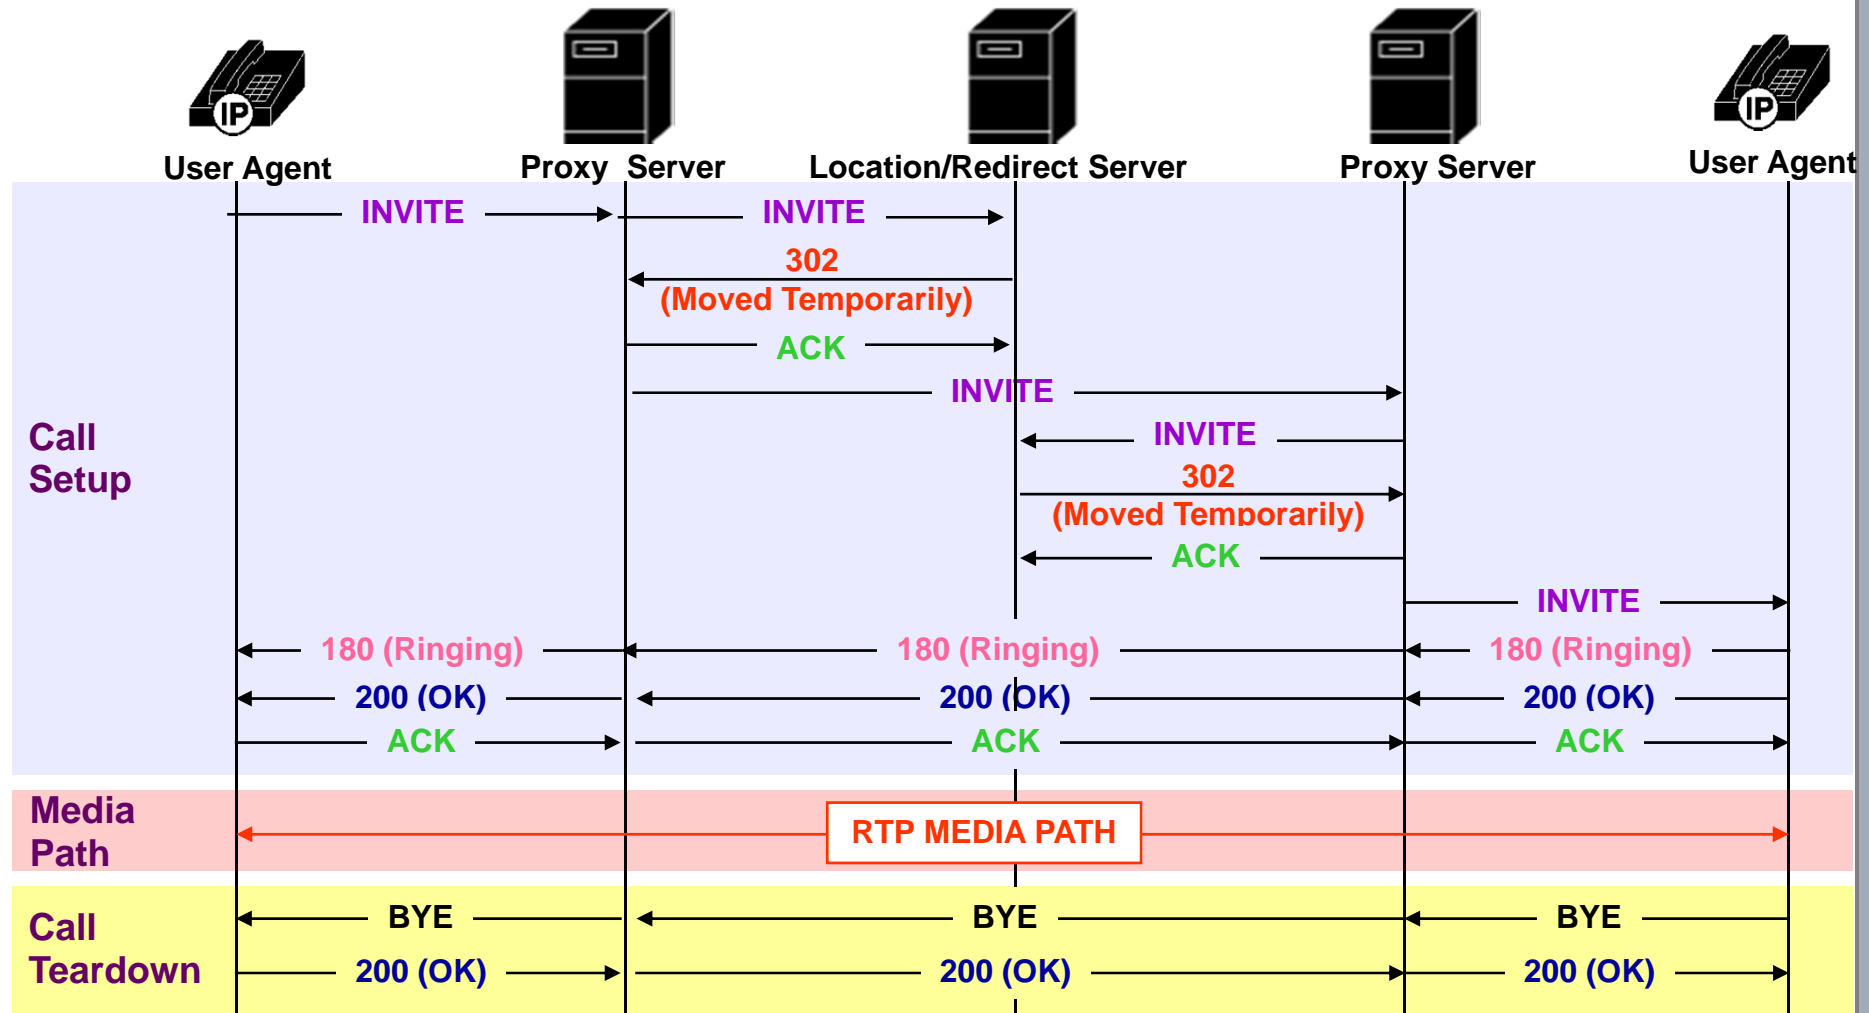 IP
IP
User Agent
Proxy Server
Location/Redirect Server
Proxy Server
User Agent
INVITE
INVITE
302
(Moved Temporarily)
ACK
INVITE
INVITE
302
(Moved Temporarily)
ACK
INVITE
Call
Setup
180 (Ringing)
180 (Ringing)
180 (Ringing)
200 (OK)
200 (OK)
200 (OK)
ACK
ACK
ACK
Media
Path
RTP MEDIA PATH
Call
Teardown
BYE
BYE
BYE
200 (OK)
200 (OK)
200 (OK)